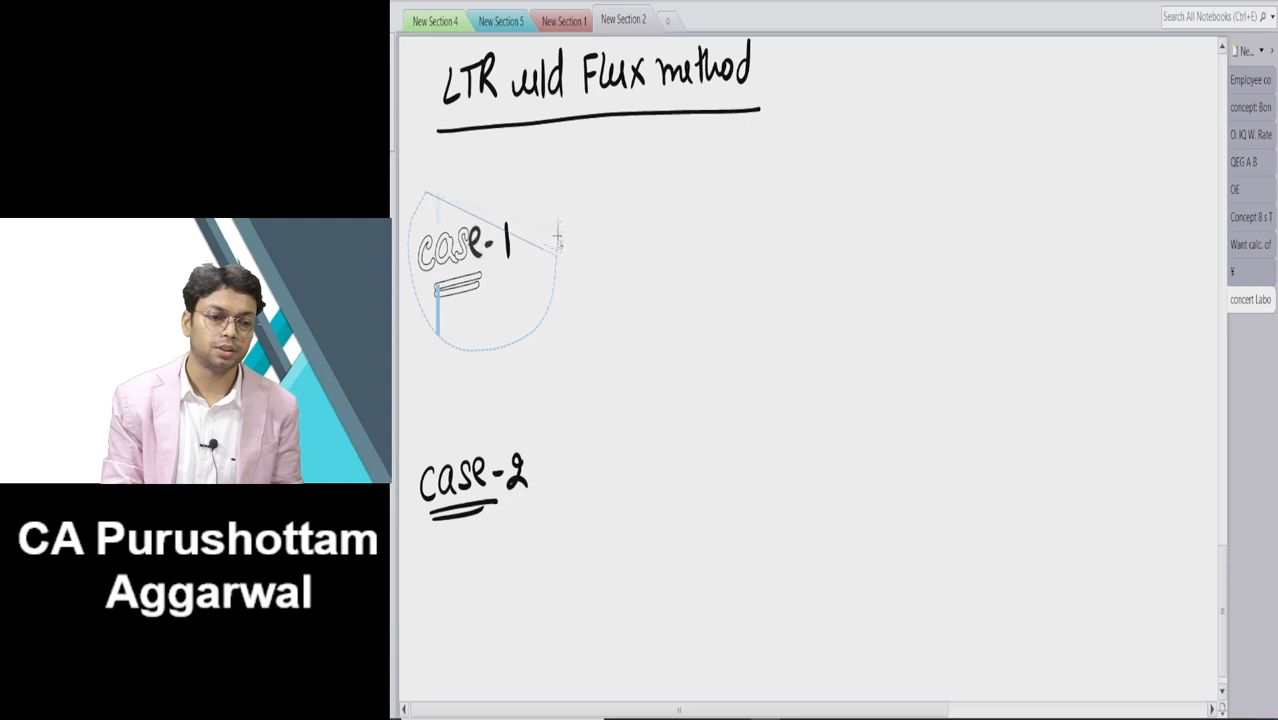 New Section 4
New Section 5
New Section 1
New Section 2
Search All Notebooks (Ctrl+E)
LTR u/d Flux method
case-1
case-2
Ne...
Employee co
concept: Bon
O. IQ W. Rate
QEG A B
OE
Concept 8 s T
Want calc. of
¥
concert Labo
CA Purushottam
Aggarwal